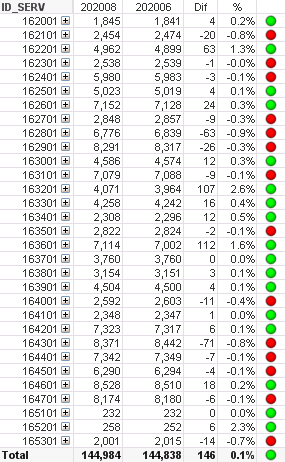 ID_SERV 202008 202006 Dif %
162001 1,845 1,841 4 0.2%
162101 2,454 2,474 -20 -0.8%
162201 4,962 4,899 63 1.3%
162301 2,538 2,539 -1 -0.0%
162401 5,980 5,983 -3 -0.1%
162501 5,023 5,019 4 0.1%
162601 7,152 7,128 24 0.3%
162701 2,848 2,857 -9 -0.3%
162801 6,776 6,839 -63 -0.9%
162901 8,291 8,317 -26 -0.3%
163001 4,586 4,574 12 0.3%
163101 7,079 7,088 -9 -0.1%
163201 4,071 3,964 107 2.6%
163301 4,258 4,242 16 0.4%
163401 2,308 2,296 12 0.5%
163501 2,822 2,824 -2 -0.1%
163601 7,114 7,002 112 1.6%
163701 3,760 3,760 0 0.0%
163801 3,154 3,151 3 0.1%
163901 4,504 4,500 4 0.1%
164001 2,592 2,603 -11 -0.4%
164101 2,348 2,347 1 0.0%
164201 7,323 7,317 6 0.1%
164301 8,371 8,442 -71 -0.8%
164401 7,342 7,349 -7 -0.1%
164501 6,290 6,294 -4 -0.1%
164601 8,528 8,510 18 0.2%
164701 8,174 8,180 -6 -0.1%
165101 232 232 0 0.0%
165201 258 252 6 2.3%
165301 2,001 2,015 -14 -0.7%
Total 144,984 144,838 146 0.1%